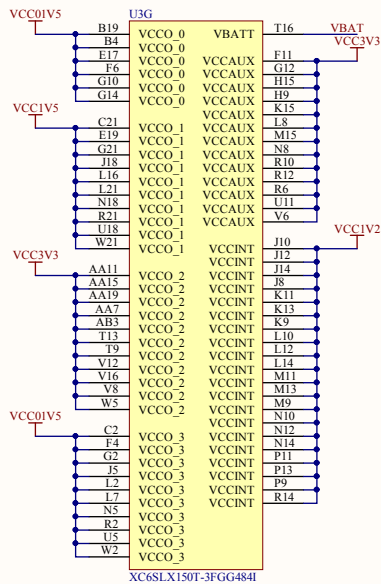 U3G
VCC01V5
B19 VCCO_0
B4 VCCO_0
E17 VCCO_0
F6 VCCO_0
G10 VCCO_0
G14 VCCO_0
VCC1V5
C21 VCCO_1
E19 VCCO_1
G21 VCCO_1
J18 VCCO_1
L16 VCCO_1
L21 VCCO_1
N18 VCCO_1
R21 VCCO_1
U18 VCCO_1
W21 VCCO_1
VCC3V3
AA11 VCCO_2
AA15 VCCO_2
AA19 VCCO_2
AA7 VCCO_2
AB3 VCCO_2
T13 VCCO_2
T9 VCCO_2
V12 VCCO_2
V16 VCCO_2
V8 VCCO_2
W5 VCCO_2
VCC01V5
C2 VCCO_3
F4 VCCO_3
G2 VCCO_3
J5 VCCO_3
L2 VCCO_3
L7 VCCO_3
N5 VCCO_3
R2 VCCO_3
U5 VCCO_3
W2 VCCO_3
VBATT T16 VBAT
VCC3V3
VCCAUX F11
VCCAUX G12
VCCAUX H15
VCCAUX H9
VCCAUX K15
VCCAUX L8
VCCAUX M15
VCCAUX N8
VCCAUX R10
VCCAUX R12
VCCAUX R6
VCCAUX U11
VCCAUX V6
VCC1V2
VCCINT J10
VCCINT J12
VCCINT J14
VCCINT J8
VCCINT K11
VCCINT K13
VCCINT K9
VCCINT L10
VCCINT L12
VCCINT L14
VCCINT M11
VCCINT M13
VCCINT M9
VCCINT N10
VCCINT N12
VCCINT N14
VCCINT P11
VCCINT P13
VCCINT P9
VCCINT R14
XC6SLX150T-3FGG484I